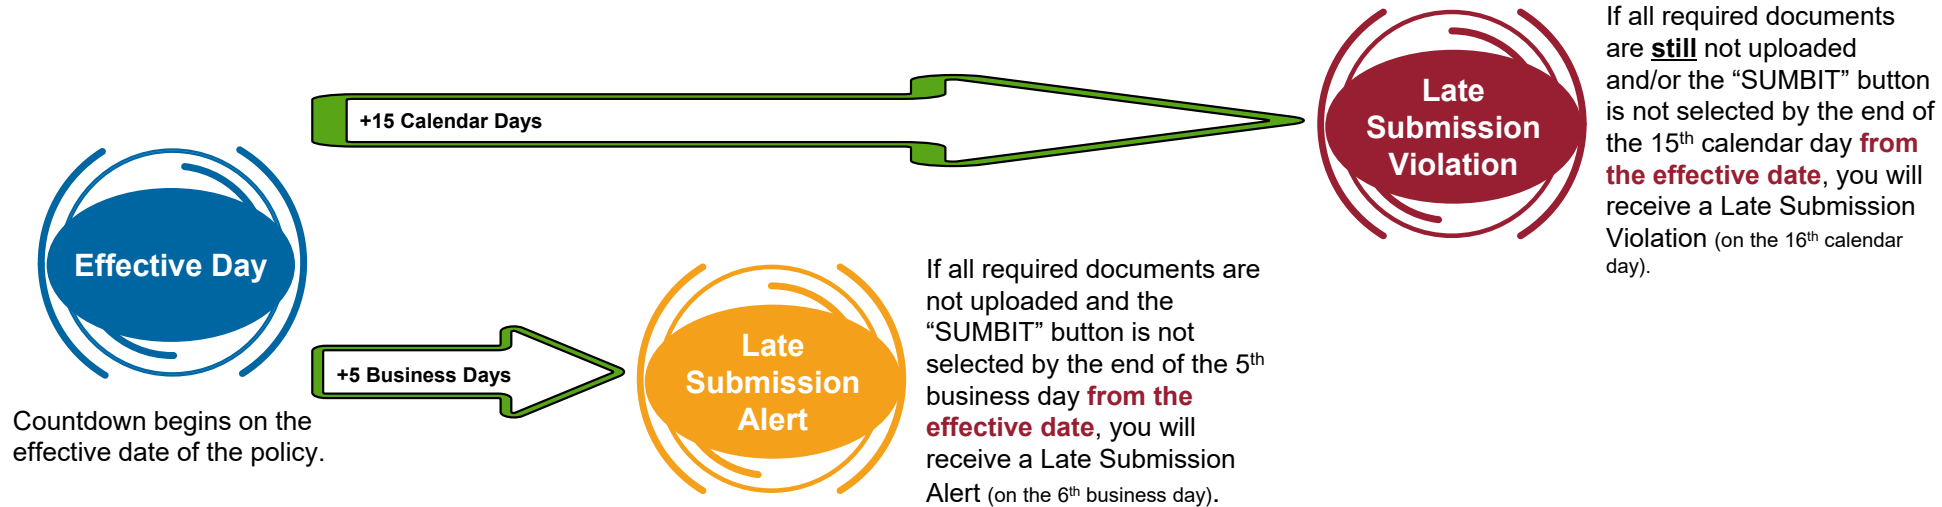 Effective Day
Countdown begins on the
effective date of the policy.
+15 Calendar Days
+5 Business Days
Late
Submission
Alert
If all required documents are
not uploaded and the
“SUMBIT” button is not
selected by the end of the 5th
business day from the
effective date, you will
receive a Late Submission
Alert (on the 6th business day).
Late
Submission
Violation
If all required documents
are still not uploaded
and/or the “SUMBIT” button
is not selected by the end of
the 15th calendar day from
the effective date, you will
receive a Late Submission
Violation (on the 16th calendar
day).